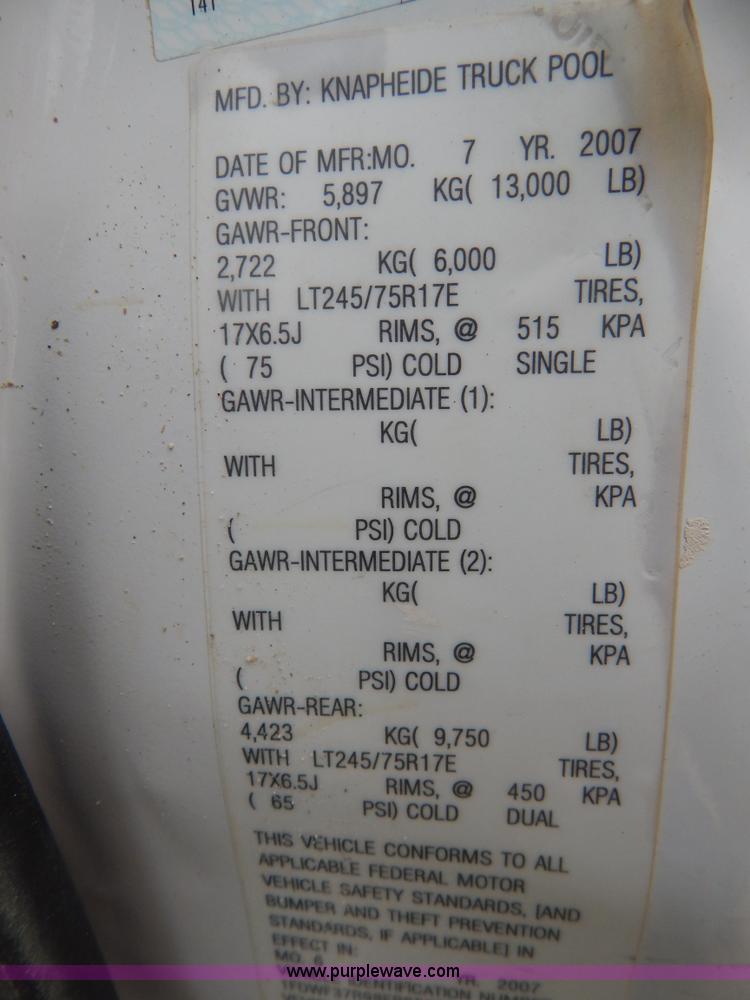 141
MFD. BY: KNAPHEIDE TRUCK POOL
DATE OF MFR:MO. 7 YR. 2007
GVWR: 5,897 KG( 13,000 LB)
GAWR-FRONT:
2,722 KG( 6,000 LB)
WITH LT245/75R17E TIRES,
17X6.5J RIMS, @ 515 KPA
( 75 PSI) COLD SINGLE
GAWR-INTERMEDIATE (1):
KG( LB)
WITH TIRES,
RIMS, @ KPA
( PSI) COLD
GAWR-INTERMEDIATE (2):
KG( LB)
WITH TIRES,
RIMS, @ KPA
( PSI) COLD
GAWR-REAR:
4,423 KG( 9,750 LB)
WITH LT245/75R17E TIRES,
17X6.5J RIMS, @ 450 KPA
( 65 PSI) COLD DUAL
THIS VEHICLE CONFORMS TO ALL
APPLICABLE FEDERAL MOTOR
VEHICLE SAFETY STANDARDS, [AND
BUMPER AND THEFT PREVENTION
STANDARDS, IF APPLICABLE] IN
EFFECT IN:
MO. 6 YR. 2007
IDENTIFICATION
www.purplewave.com